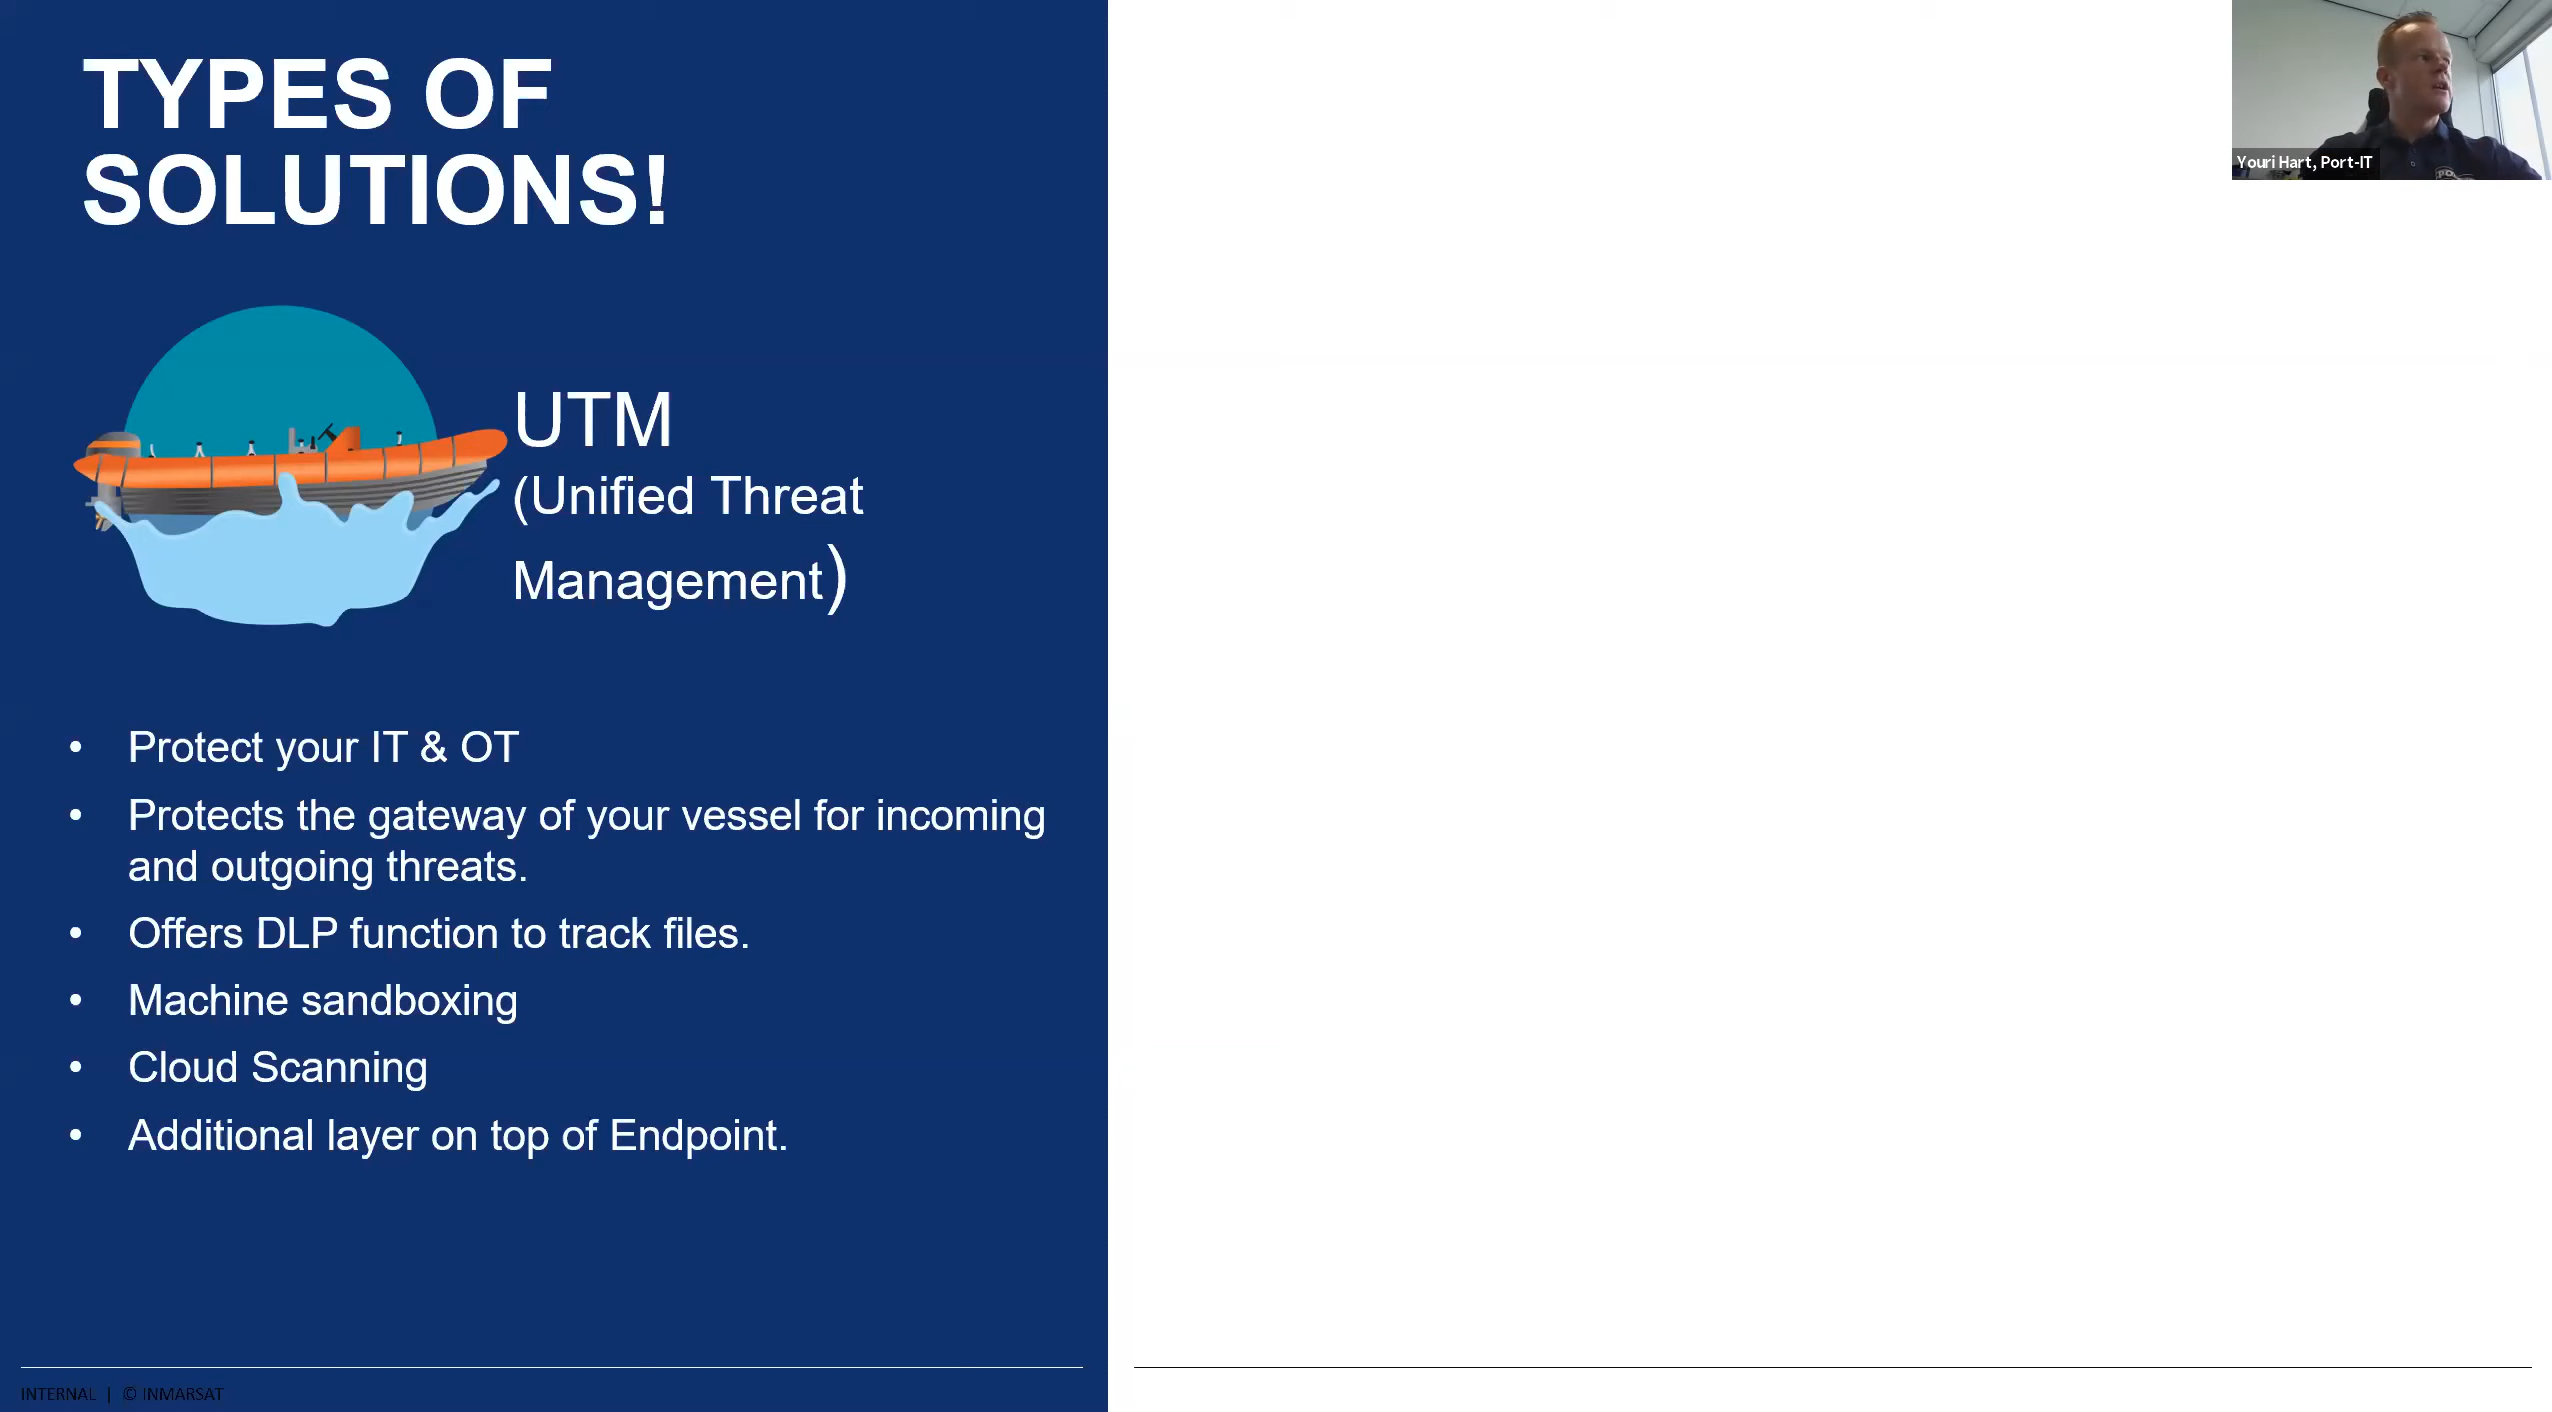 TYPES OF
SOLUTIONS!
UTM
(Unified Threat
Management)
• Protect your IT & OT
• Protects the gateway of your vessel for incoming
and outgoing threats.
• Offers DLP function to track files.
• Machine sandboxing
• Cloud Scanning
• Additional layer on top of Endpoint.
INTERNAL | © INMARSAT
Youri Hart, Port-IT